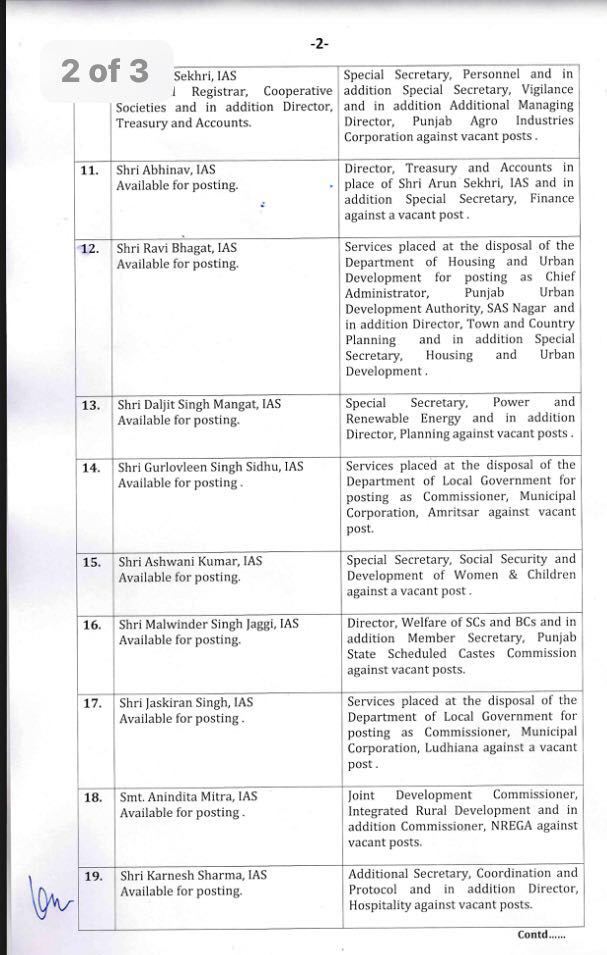 -2-
2 of 3
Sekhri, IAS
Registrar, Cooperative
Societies and in addition Director,
Treasury and Accounts.
Special Secretary, Personnel and in
addition Special Secretary, Vigilance
and in addition Additional Managing
Director, Punjab Agro Industries
Corporation against vacant posts .
11.
Shri Abhinav, IAS
Available for posting.
Director, Treasury and Accounts in
place of Shri Arun Sekhri, IAS and in
addition Special Secretary, Finance
against a vacant post .
12.
Shri Ravi Bhagat, IAS
Available for posting.
Services placed at the disposal of the
Department of Housing and Urban
Development for posting as Chief
Administrator, Punjab Urban
Development Authority, SAS Nagar and
in addition Director, Town and Country
Planning and in addition Special
Secretary, Housing and Urban
Development .
13.
Shri Daljit Singh Mangat, IAS
Available for posting.
Special Secretary, Power and
Renewable Energy and in addition
Director, Planning against vacant posts .
14.
Shri Gurlovleen Singh Sidhu, IAS
Available for posting .
Services placed at the disposal of the
Department of Local Government for
posting as Commissioner, Municipal
Corporation, Amritsar against vacant
post.
15.
Shri Ashwani Kumar, IAS
Available for posting.
Special Secretary, Social Security and
Development of Women & Children
against a vacant post .
16.
Shri Malwinder Singh Jaggi, IAS
Available for posting.
Director, Welfare of SCs and BCs and in
addition Member Secretary, Punjab
State Scheduled Castes Commission
against vacant posts.
17.
Shri Jaskiran Singh, IAS
Available for posting .
Services placed at the disposal of the
Department of Local Government for
posting as Commissioner, Municipal
Corporation, Ludhiana against a vacant
post .
18.
Smt. Anindita Mitra, IAS
Available for posting .
Joint Development Commissioner,
Integrated Rural Development and in
addition Commissioner, NREGA against
vacant posts.
19.
Shri Karnesh Sharma, IAS
Available for posting.
Additional Secretary, Coordination and
Protocol and in addition Director,
Hospitality against vacant posts.
Contd......